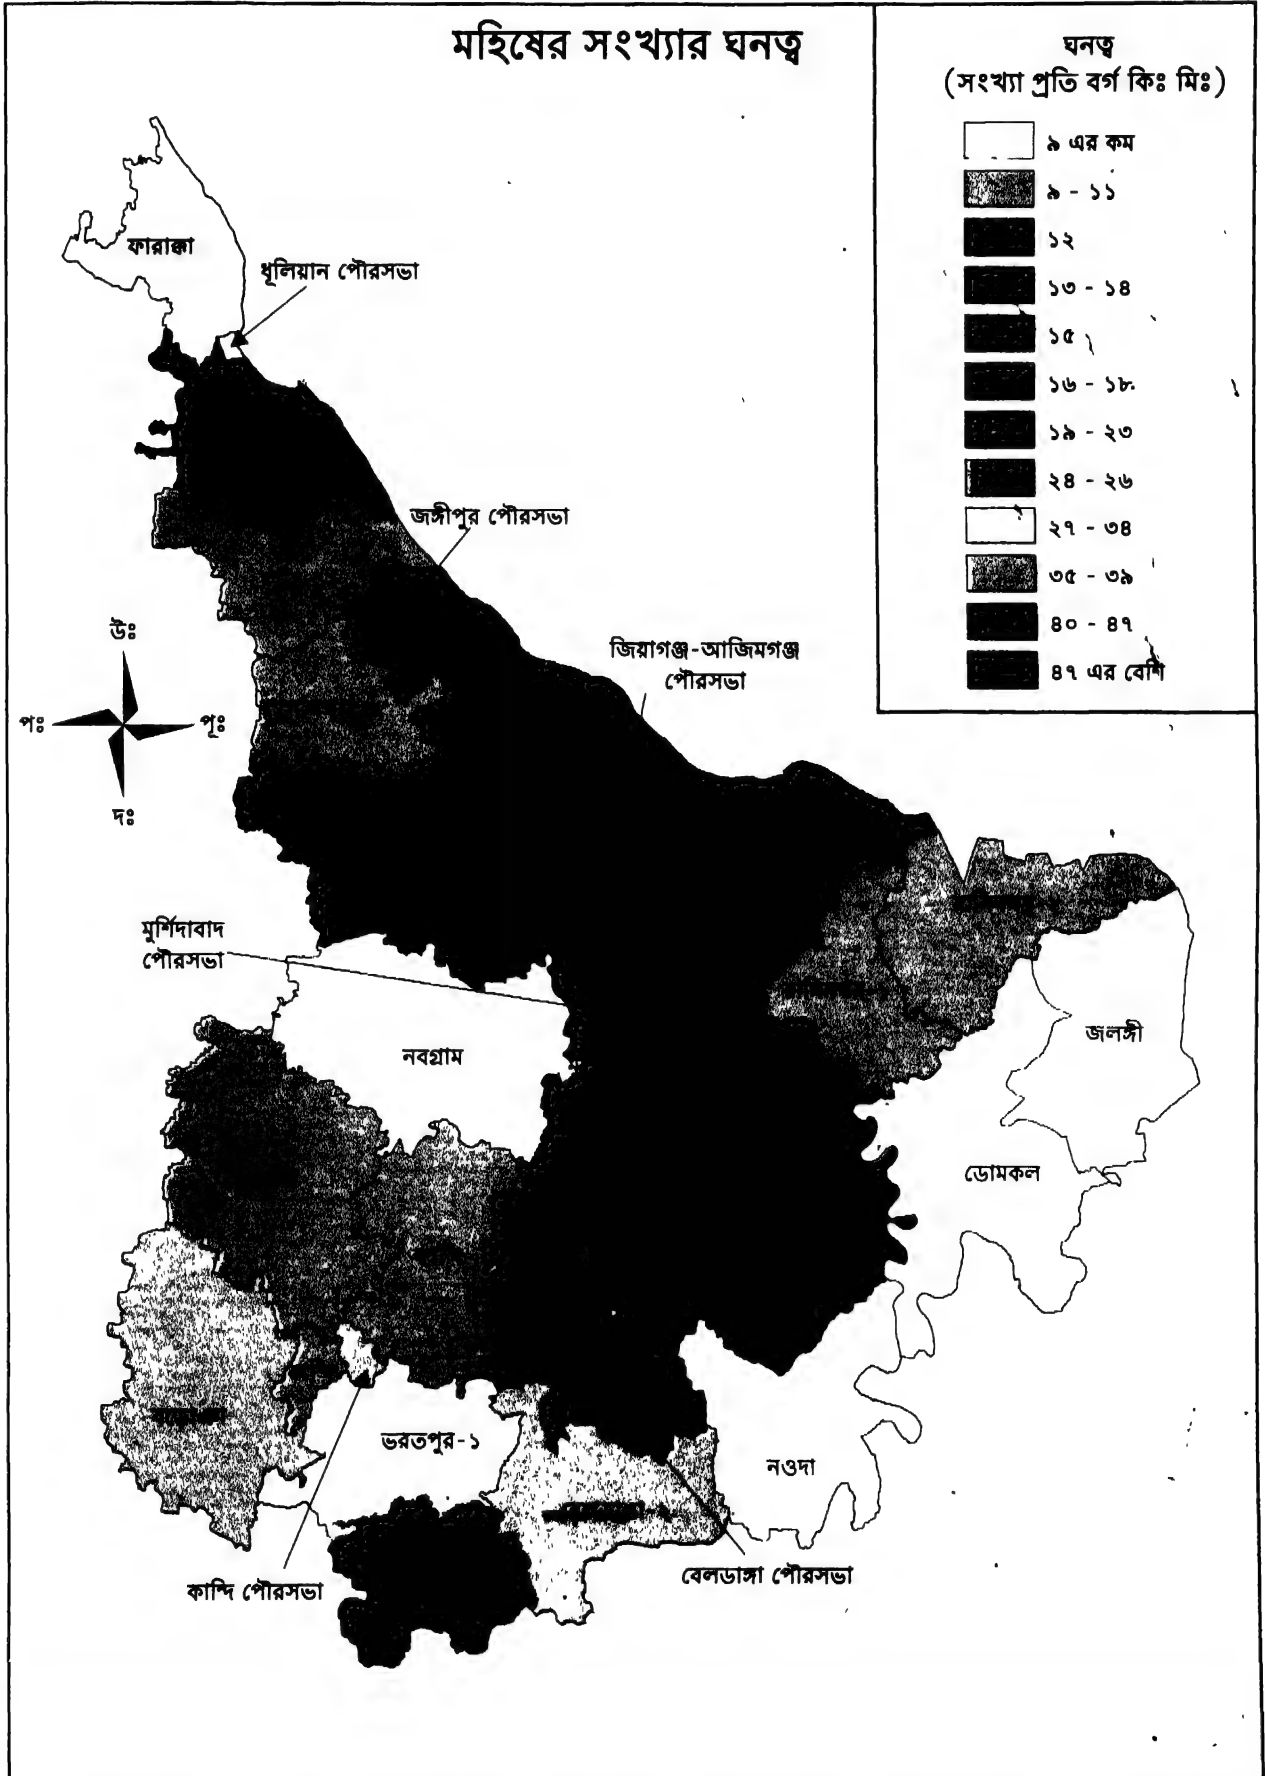 মহিষের সংখ্যার ঘনত্ব
ঘনত্ব
(সংখ্যা প্রতি বর্গ কিঃ মিঃ)
৯ এর কম
৯ - ১১
১২
১৩ - ১৪
১৫
১৬ - ১৮
১৯ - ২৩
২৪ - ২৬
২৭ - ৩৪
৩৫ - ৩৯
৪০ - ৪৭
৪৭ এর বেশি
ফারাক্কা
ধূলিয়ান পৌরসভা
জঙ্গীপুর পৌরসভা
জিয়াগঞ্জ-আজিমগঞ্জ
পৌরসভা
উঃ
পঃ
পূঃ
দঃ
মুর্শিদাবাদ
পৌরসভা
নবগ্রাম
জলঙ্গী
ডোমকল
ভরতপুর-১
নওদা
কান্দি পৌরসভা
বেলডাঙ্গা পৌরসভা